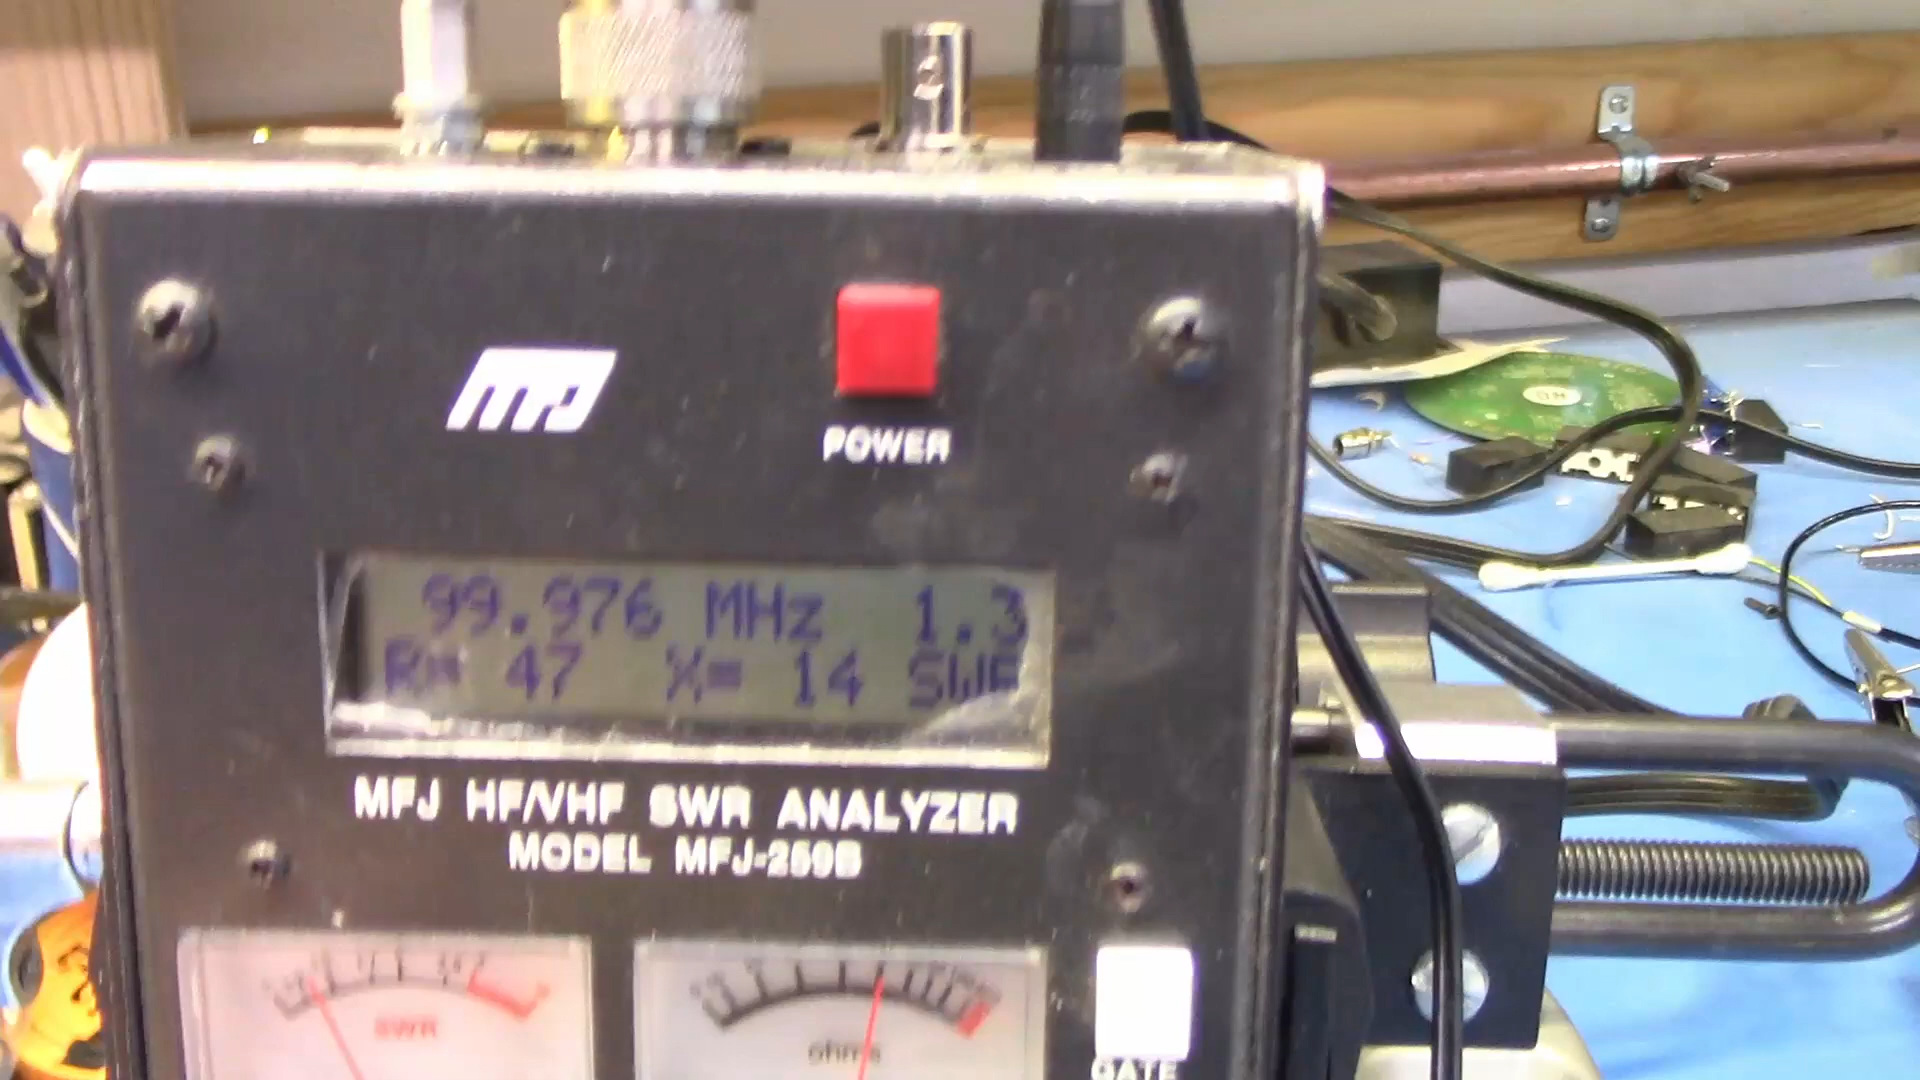 MFJ
POWER
99.976 MHz 1.3
R= 47 X= 14 SWR
MFJ HF/VHF SWR ANALYZER
MODEL MFJ-259B
SWR
ohms
GATE